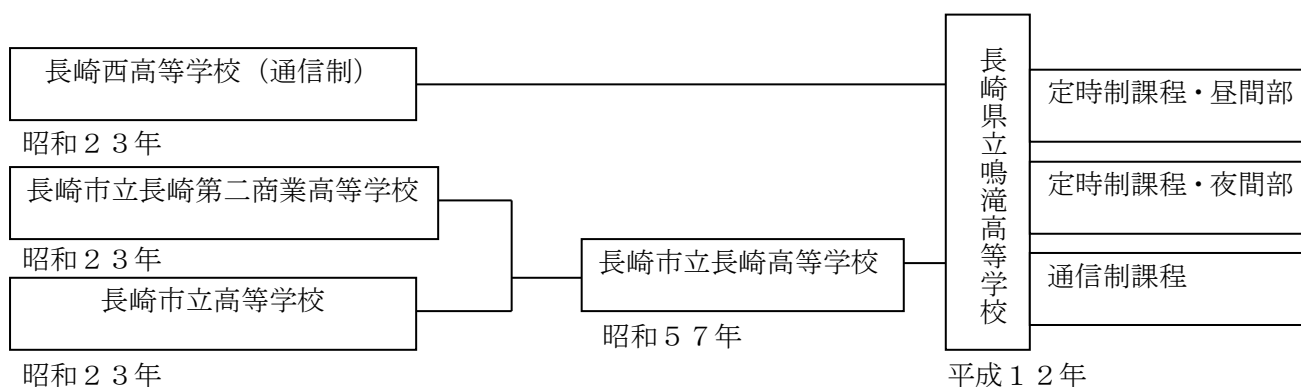 長崎西高等学校（通信制）
昭和２３年
長崎市立長崎第二商業高等学校
昭和２３年
長崎市立高等学校
昭和２３年
長崎市立長崎高等学校
昭和５７年
長崎県立鳴滝高等学校
平成１２年
定時制課程・昼間部
定時制課程・夜間部
通信制課程